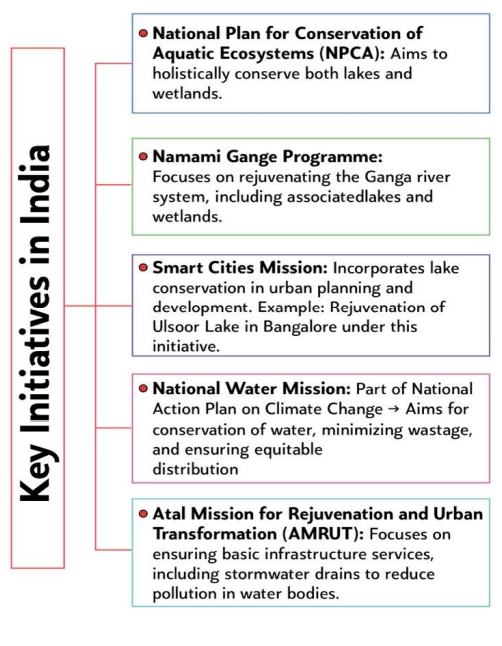 Key Initiatives in India
National Plan for Conservation of
Aquatic Ecosystems (NPCA): Aims to
holistically conserve both lakes and
wetlands.
Namami Gange Programme:
Focuses on rejuvenating the Ganga river
system, including associatedlakes and
wetlands.
Smart Cities Mission: Incorporates lake
conservation in urban planning and
development. Example: Rejuvenation of
Ulsoor Lake in Bangalore under this
initiative.
National Water Mission: Part of National
Action Plan on Climate Change → Aims for
conservation of water, minimizing wastage,
and ensuring equitable
distribution
Atal Mission for Rejuvenation and Urban
Transformation (AMRUT): Focuses on
ensuring basic infrastructure services,
including stormwater drains to reduce
pollution in water bodies.